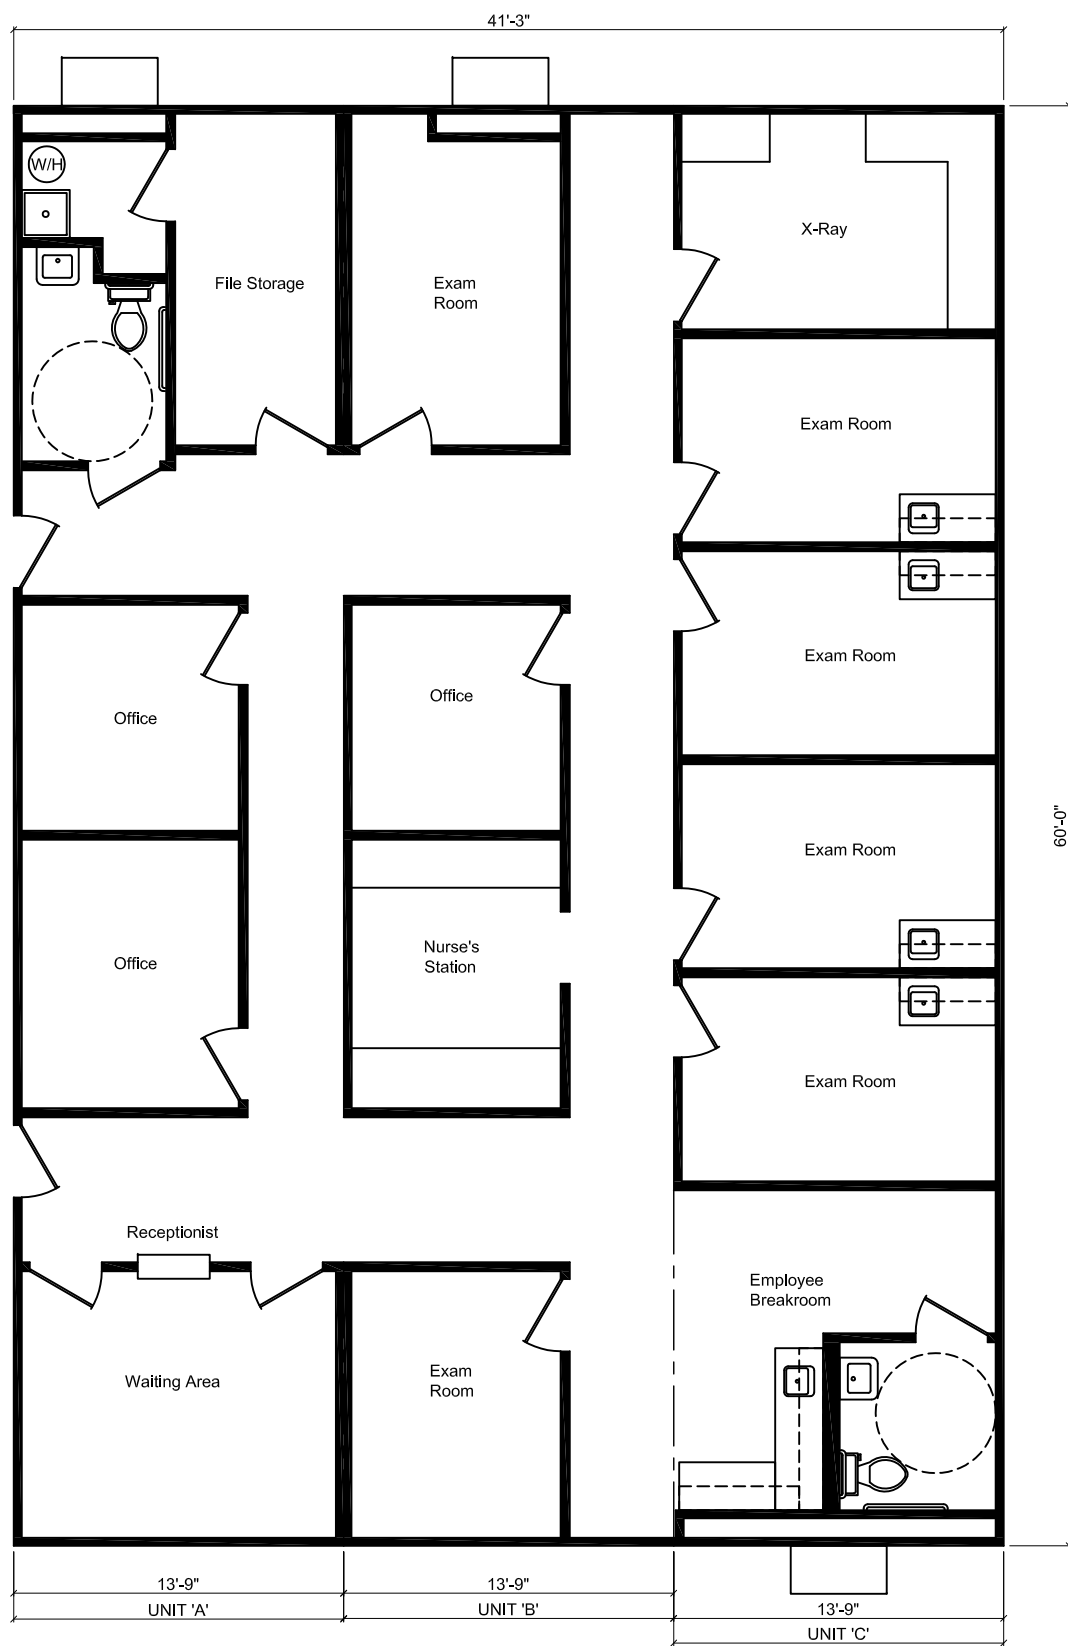 41'-3"
W/H
X-Ray
File Storage
Exam
Room
Exam Room
Exam Room
Office
Office
60'-0"
Exam Room
Nurse's
Station
Office
Exam Room
Receptionist
Employee
Breakroom
Waiting Area
Exam
Room
13'-9"
13'-9"
13'-9"
UNIT 'A'
UNIT 'B'
UNIT 'C'